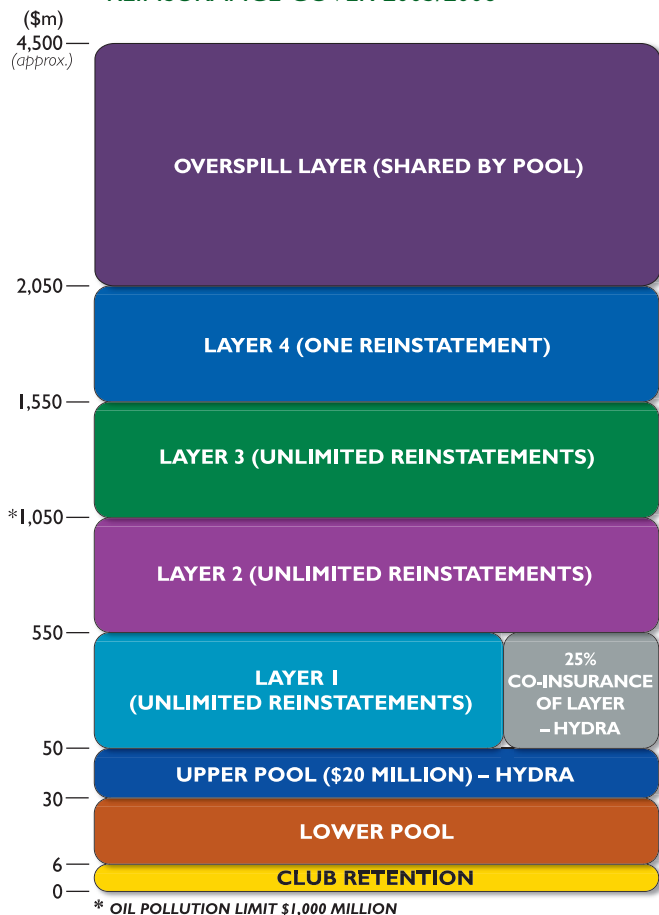 ($m)
4,500
(approx.)
OVERSPILL LAYER (SHARED BY POOL)
2,050
LAYER 4 (ONE REINSTATEMENT)
1,550
LAYER 3 (UNLIMITED REINSTATEMENTS)
*1,050
LAYER 2 (UNLIMITED REINSTATEMENTS)
550
LAYER 1
(UNLIMITED REINSTATEMENTS)
25%
CO-INSURANCE
OF LAYER
– HYDRA
50
UPPER POOL ($20 MILLION) – HYDRA
30
LOWER POOL
6
CLUB RETENTION
0
* OIL POLLUTION LIMIT $1,000 MILLION